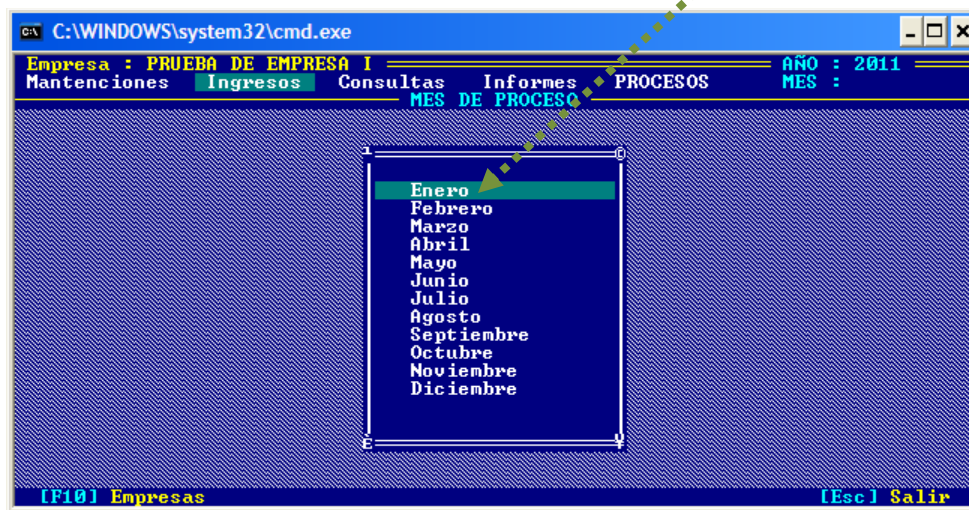 C:\WINDOWS\system32\cmd.exe
Empresa : PRUEBA DE EMPRESA I AÑO : 2011
Mantenciones Ingresos Consultas Informes PROCESOS MES :
MES DE PROCESO
Enero
Febrero
Marzo
Abril
Mayo
Junio
Julio
Agosto
Septiembre
Octubre
Noviembre
Diciembre
[F10] Empresas [Esc] Salir